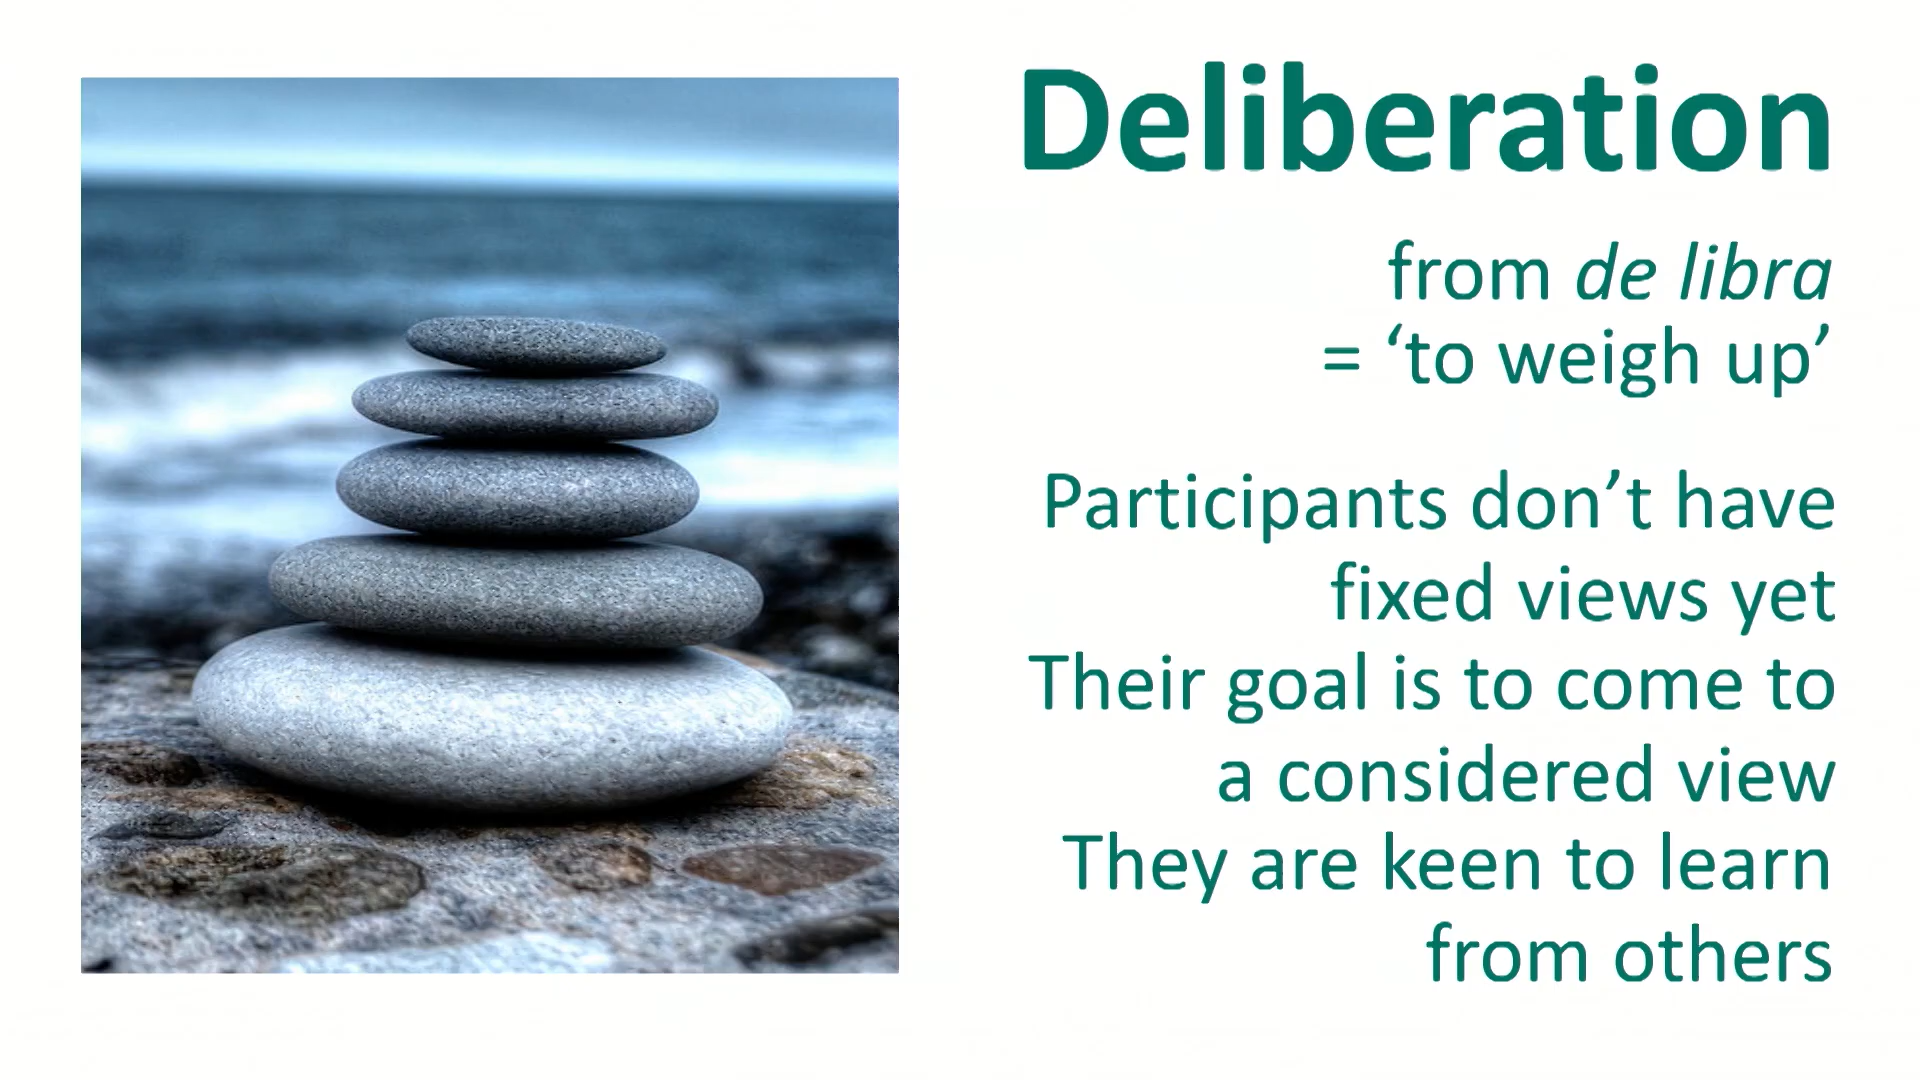 Deliberation
from de libra
= ‘to weigh up’
Participants don’t have
fixed views yet
Their goal is to come to
a considered view
They are keen to learn
from others